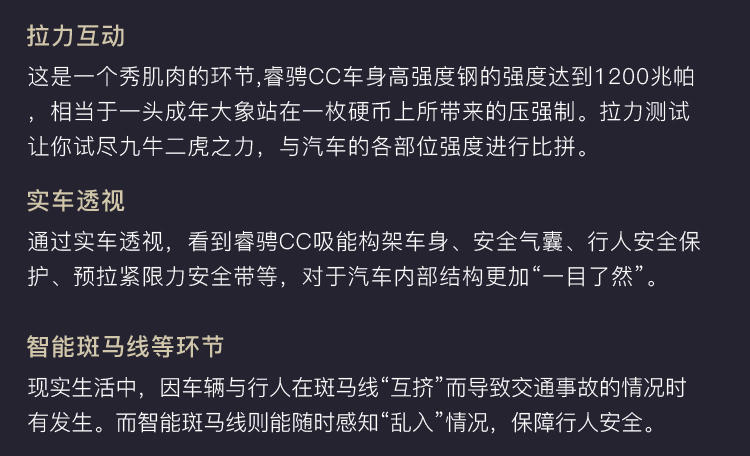 拉力互动
这是一个秀肌肉的环节,睿骋CC车身高强度钢的强度达到1200兆帕
，相当于一头成年大象站在一枚硬币上所带来的压强制。拉力测试
让你试尽九牛二虎之力，与汽车的各部位强度进行比拼。
实车透视
通过实车透视，看到睿骋CC吸能构架车身、安全气囊、行人安全保
护、预拉紧限力安全带等，对于汽车内部结构更加“一目了然”。
智能斑马线等环节
现实生活中，因车辆与行人在斑马线“互挤”而导致交通事故的情况时
有发生。而智能斑马线则能随时感知“乱入”情况，保障行人安全。